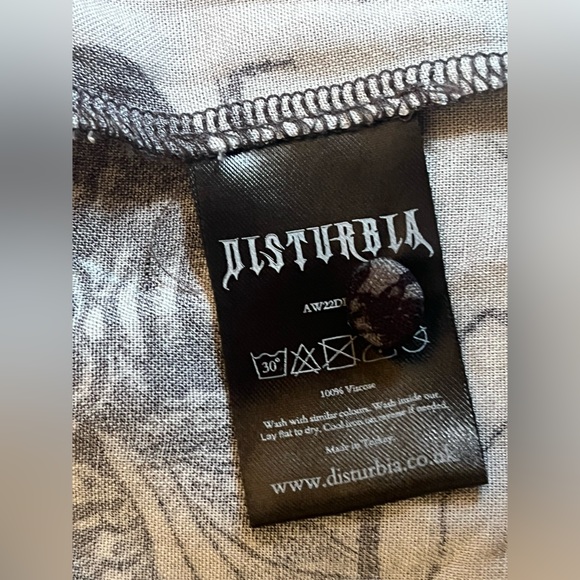 DISTURBIA
AW22D
30°
100% Viscose
Wash with similar colours. Wash inside out.
Lay flat to dry. Cool iron on reverse if needed.
Made in Turkey
www.disturbia.co.uk